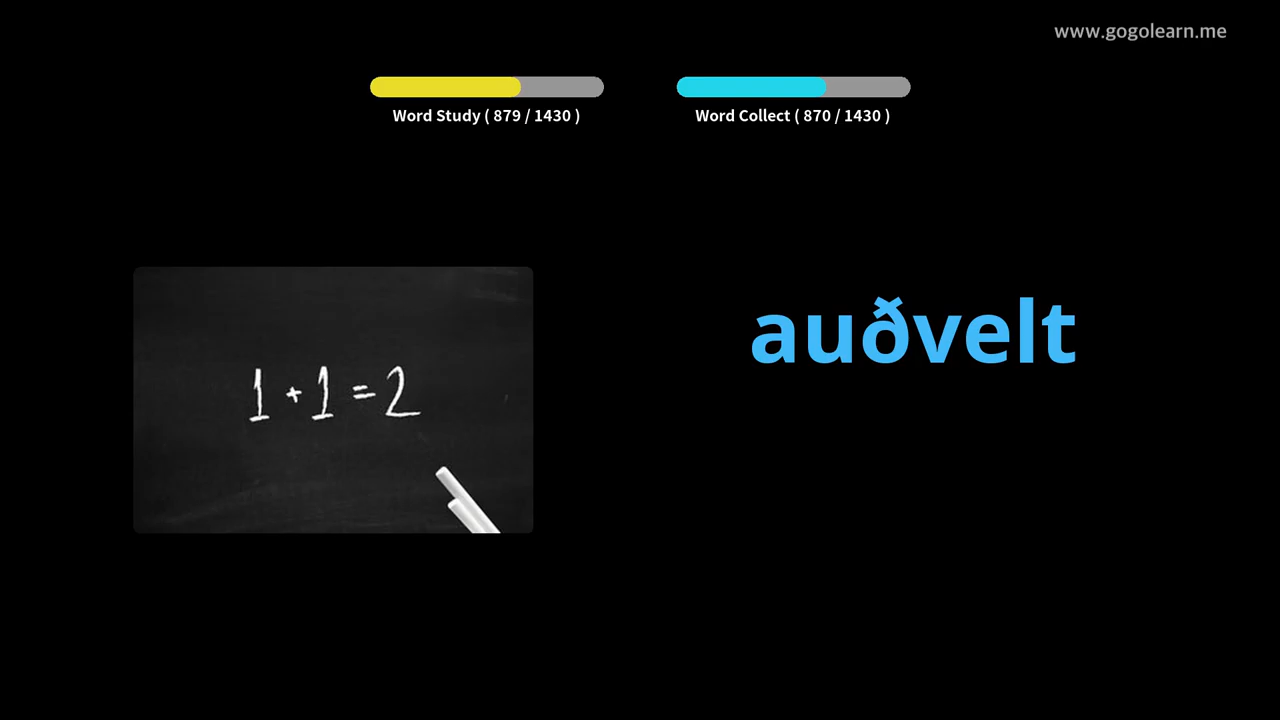 www.gogolearn.me
Word Study ( 879 / 1430 )
Word Collect ( 870 / 1430 )
1 + 1 = 2
auðvelt